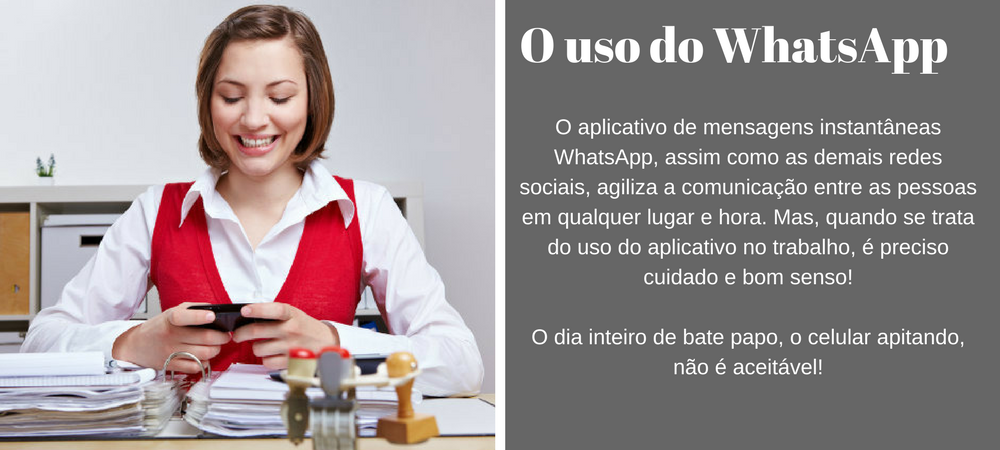 O uso do WhatsApp
O aplicativo de mensagens instantâneas
WhatsApp, assim como as demais redes
sociais, agiliza a comunicação entre as pessoas
em qualquer lugar e hora. Mas, quando se trata
do uso do aplicativo no trabalho, é preciso
cuidado e bom senso!
O dia inteiro de bate papo, o celular apitando,
não é aceitável!